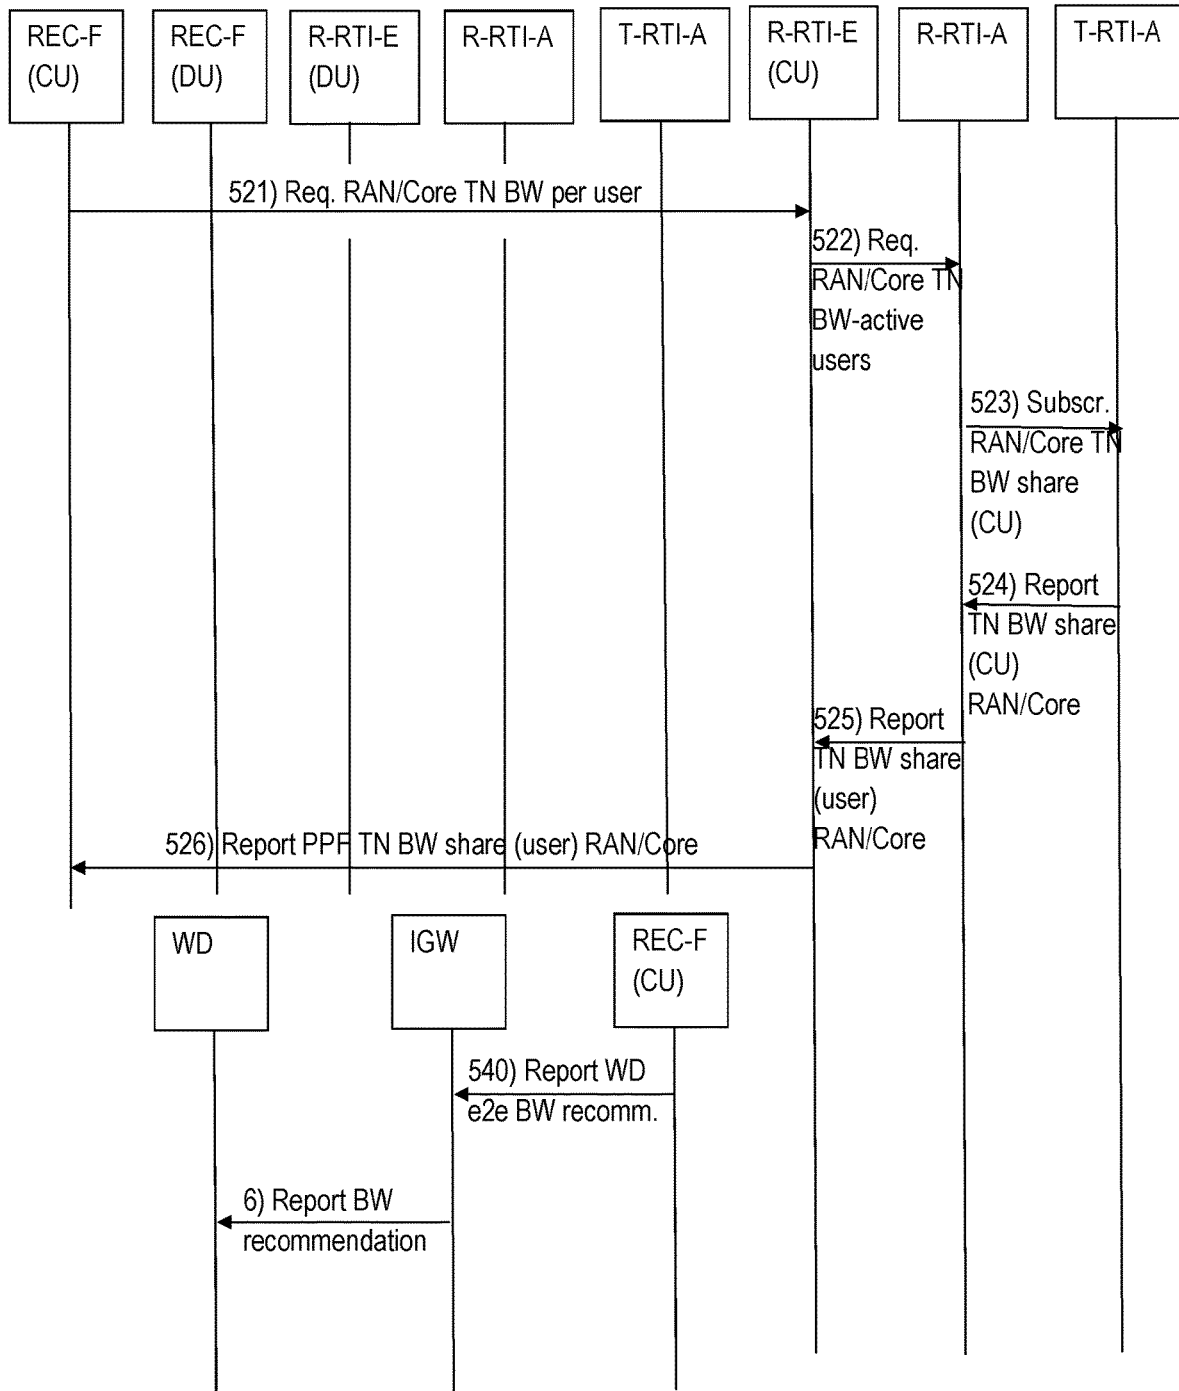 REC-F
(CU)
REC-F
(DU)
R-RTI-E
(DU)
R-RTI-A
T-RTI-A
R-RTI-E
(CU)
R-RTI-A
T-RTI-A
521) Req. RAN/Core TN BW per user
522) Req.
RAN/Core TN
BW-active
users
523) Subscr.
RAN/Core TN
BW share
(CU)
524) Report
TN BW share
(CU)
RAN/Core
525) Report
TN BW share
(user)
RAN/Core
526) Report PPF TN BW share (user) RAN/Core
WD
IGW
REC-F
(CU)
540) Report WD
e2e BW recomm.
6) Report BW
recommendation